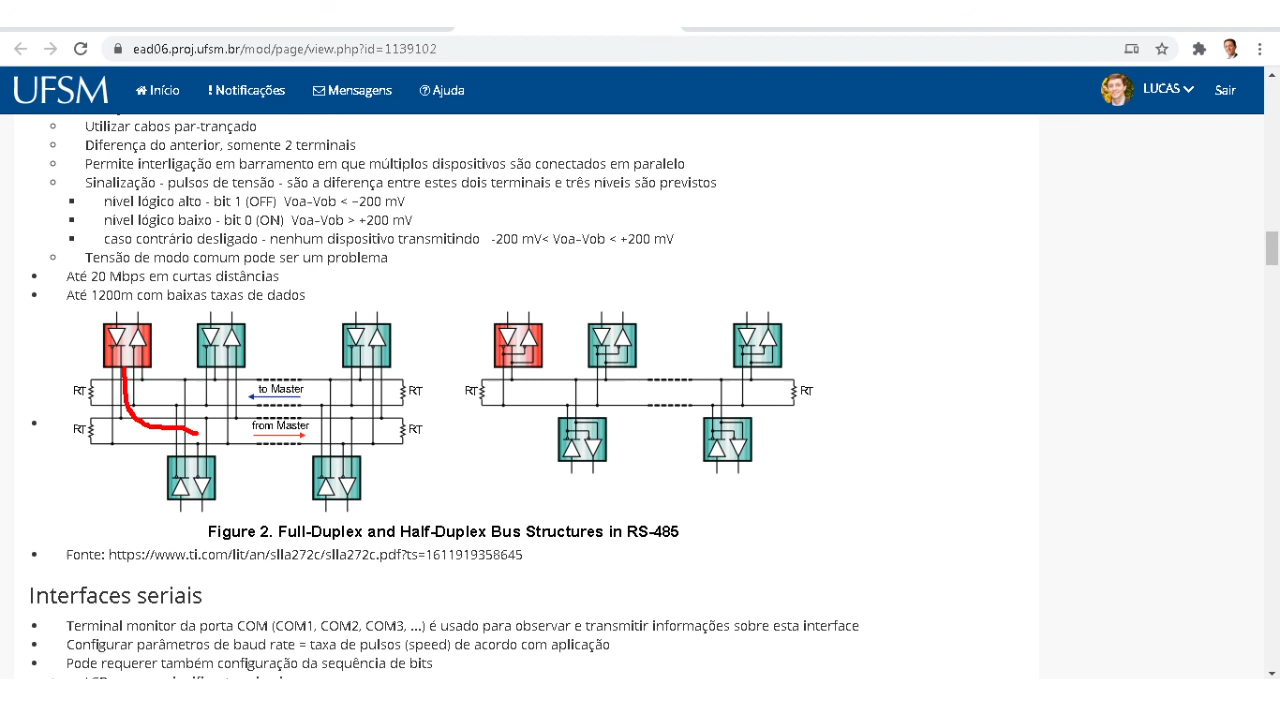 ead06.proj.ufsm.br/mod/page/view.php?id=1139102
UFSM Início Notificações Mensagens Ajuda LUCAS Sair
Utilizar cabos par-trançado
Diferença do anterior, somente 2 terminais
Permite interligação em barramento em que múltiplos dispositivos são conectados em paralelo
Sinalização - pulsos de tensão - são a diferença entre estes dois terminais e três níveis são previstos
nível lógico alto - bit 1 (OFF) Voa–Vob < −200 mV
nível lógico baixo - bit 0 (ON) Voa–Vob > +200 mV
caso contrário desligado - nenhum dispositivo transmitindo -200 mV< Voa–Vob < +200 mV
Tensão de modo comum pode ser um problema
Até 20 Mbps em curtas distâncias
Até 1200m com baixas taxas de dados
RT to Master RT RT RT
RT from Master RT
Figure 2. Full-Duplex and Half-Duplex Bus Structures in RS-485
Fonte: https://www.ti.com/lit/an/slla272c/slla272c.pdf?ts=1611919358645
Interfaces seriais
Terminal monitor da porta COM (COM1, COM2, COM3, ...) é usado para observar e transmitir informações sobre esta interface
Configurar parâmetros de baud rate = taxa de pulsos (speed) de acordo com aplicação
Pode requerer também configuração da sequência de bits